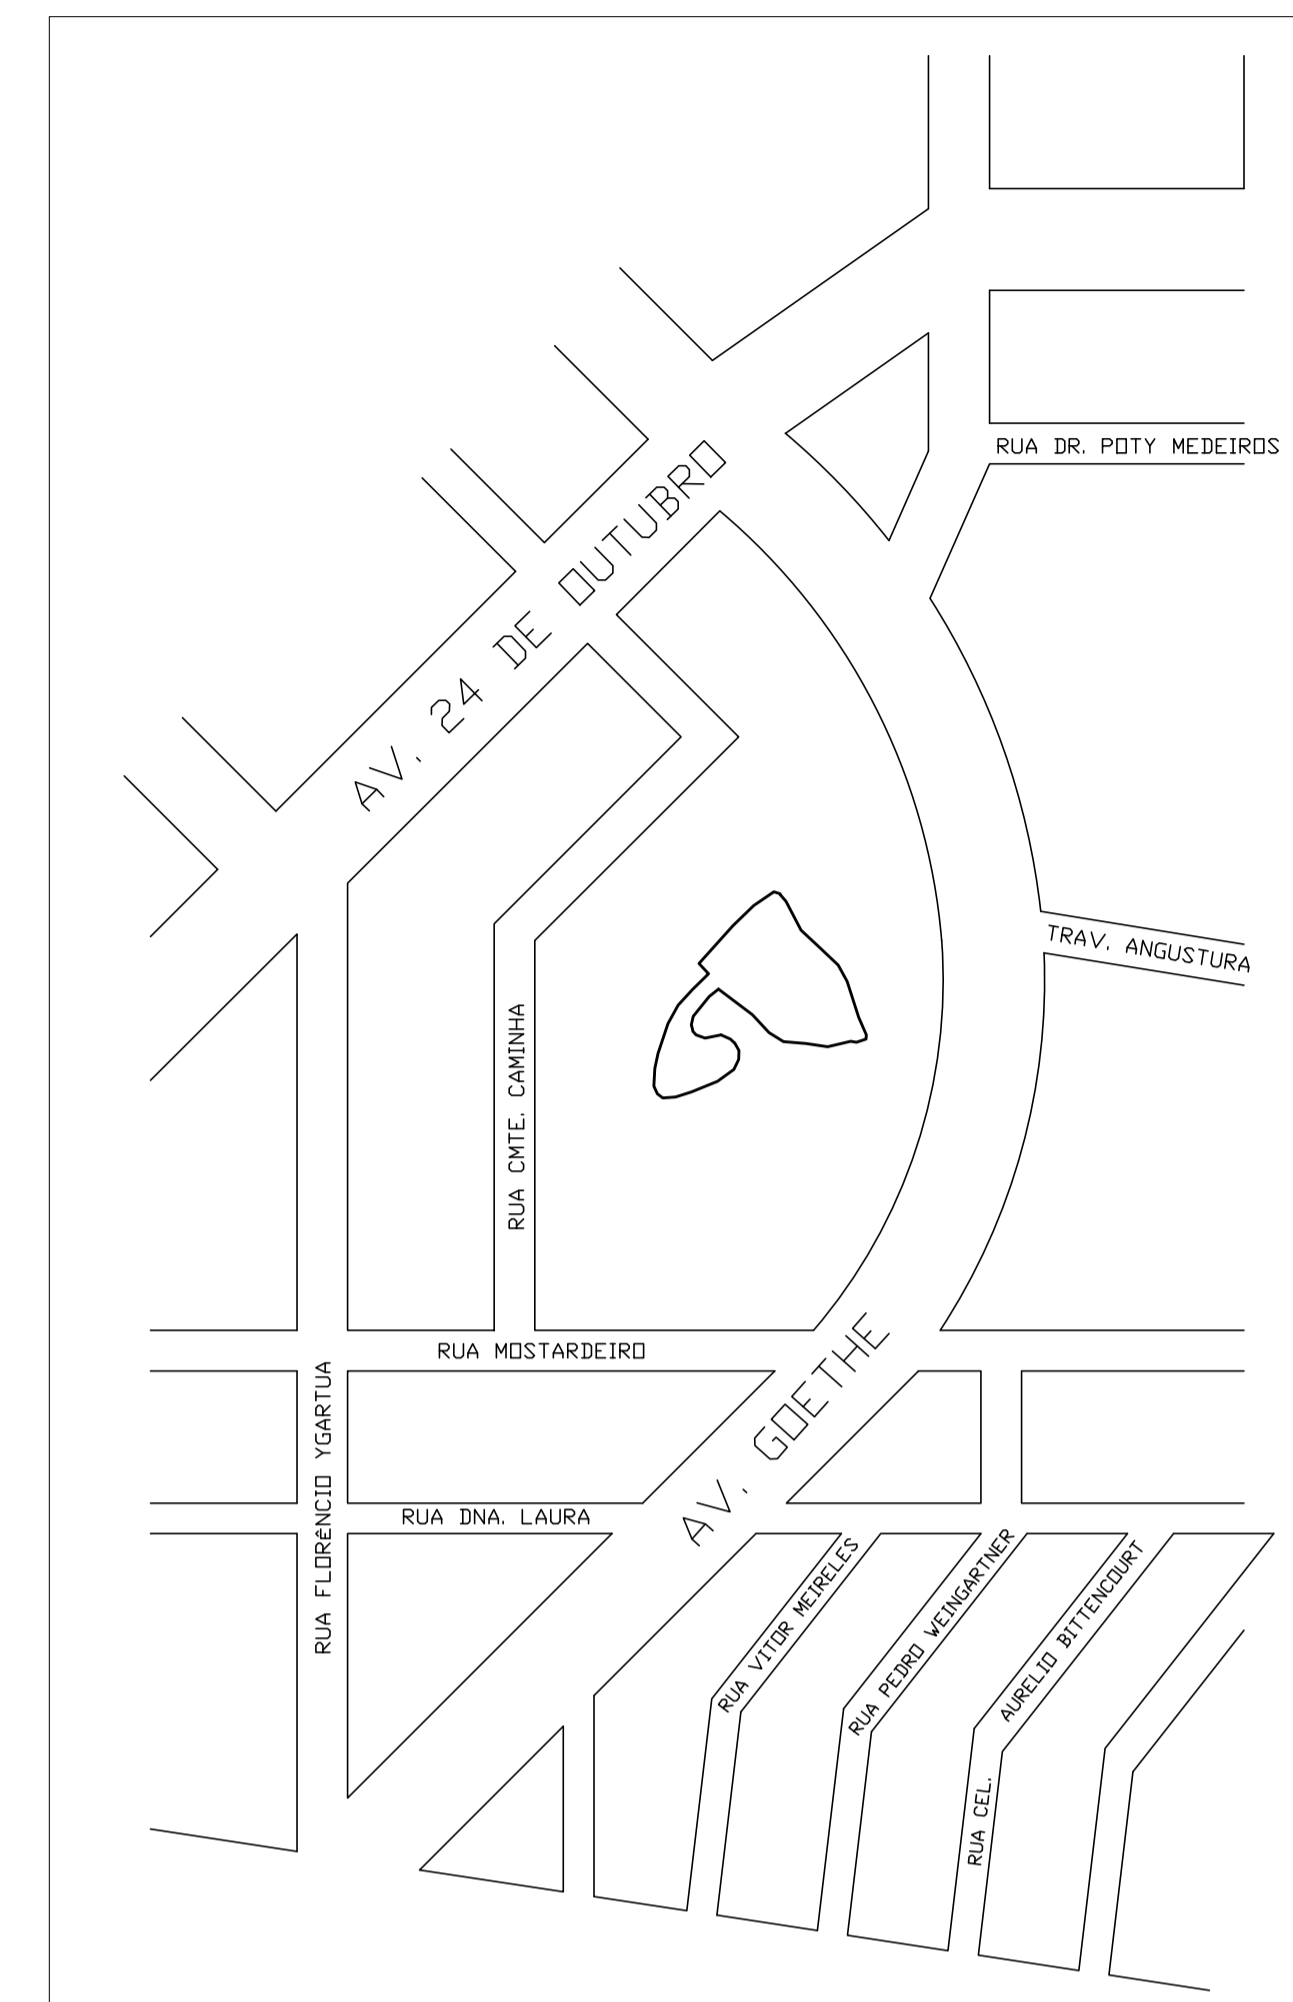 RUA DR. POTY MEDEIROS
AV. 24 DE OUTUBRO
TRAV. ANGUSTURA
RUA CMTE. CAMINHA
RUA MOSTARDEIRO
AV. GOETHE
RUA FLORÊNCIO YGARTUA
RUA DNA. LAURA
RUA VITOR MEIRELES
RUA PEDRO WEINGARTNER
RUA CEL.
AURELIO BITTENCOURT